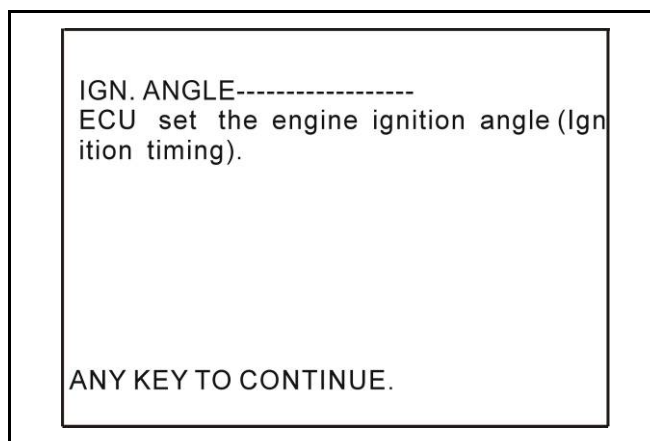 IGN. ANGLE------------------
ECU set the engine ignition angle (Ign
ition timing).
ANY KEY TO CONTINUE.